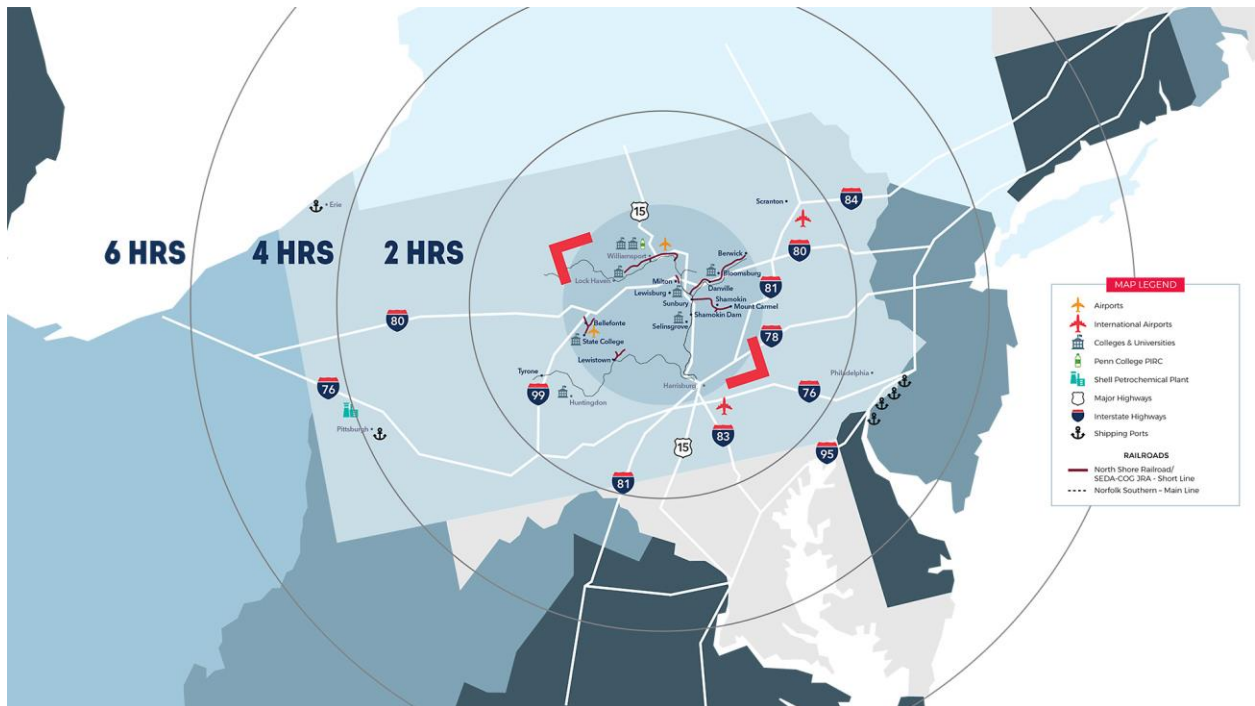 6 HRS
4 HRS
2 HRS
Erie
15
Scranton
84
80
Williamsport
Lock Haven
Berwick
Bloomsburg
Milton
Danville
81
Lewisburg
Sunbury
Shamokin
Mount Carmel
Shamokin Dam
Selinsgrove
80
Bellefonte
State College
78
Lewistown
Tyrone
Harrisburg
Philadelphia
76
99
Huntingdon
76
Pittsburgh
83
15
95
81
MAP LEGEND
Airports
International Airports
Colleges & Universities
Penn College PIRC
Shell Petrochemical Plant
Major Highways
Interstate Highways
Shipping Ports
RAILROADS
North Shore Railroad/
SEDA-COG JRA - Short Line
Norfolk Southern – Main Line